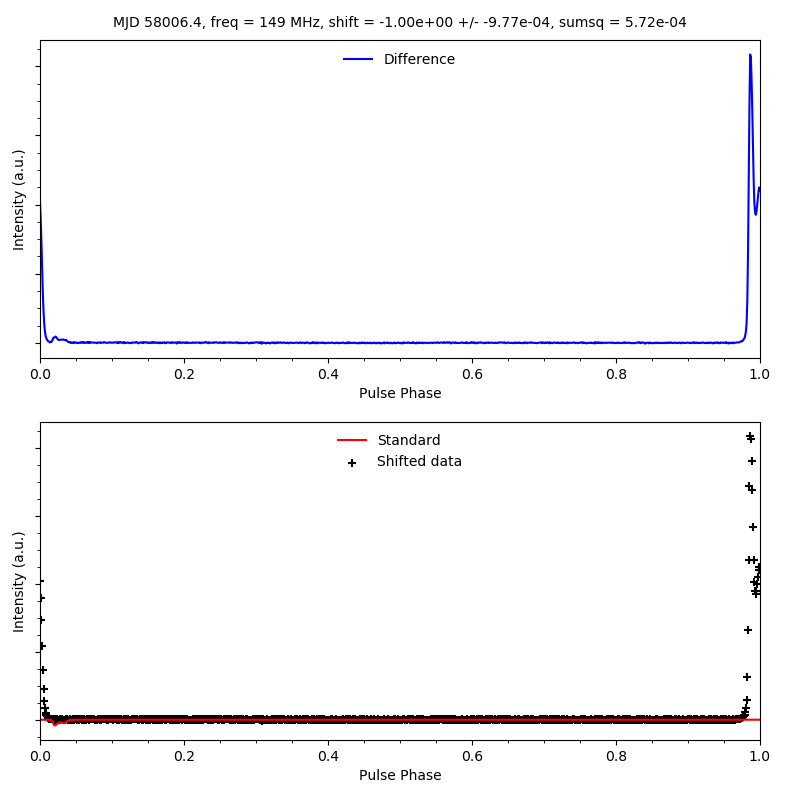 MJD 58006.4, freq = 149 MHz, shift = -1.00e+00 +/- -9.77e-04, sumsq = 5.72e-04
Difference
Intensity (a.u.)
0.0 0.2 0.4 0.6 0.8 1.0
Pulse Phase
Standard
Shifted data
Intensity (a.u.)
0.0 0.2 0.4 0.6 0.8 1.0
Pulse Phase